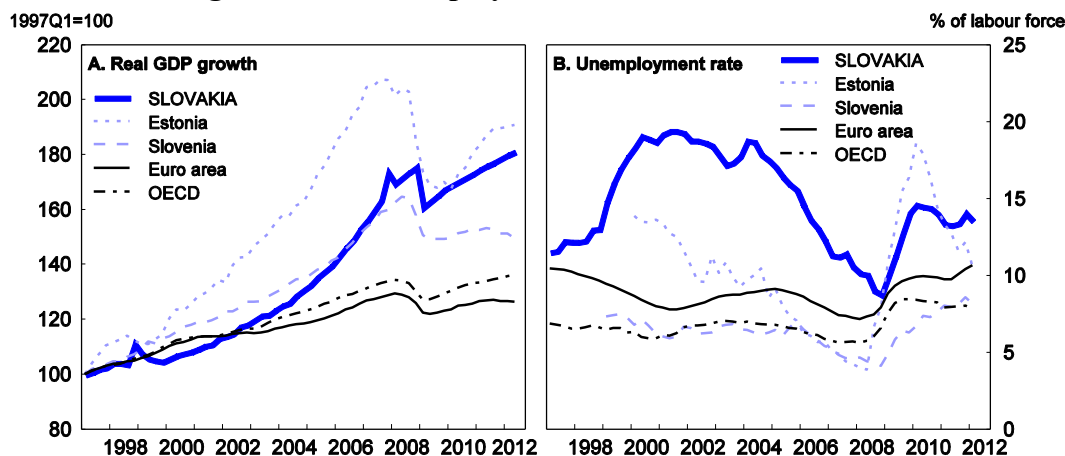 1997Q1=100
% of labour force
220
200
180
160
140
120
100
80
A. Real GDP growth
SLOVAKIA
Estonia
Slovenia
Euro area
OECD
1998 2000 2002 2004 2006 2008 2010 2012
B. Unemployment rate
SLOVAKIA
Estonia
Slovenia
Euro area
OECD
25
20
15
10
5
0
1998 2000 2002 2004 2006 2008 2010 2012